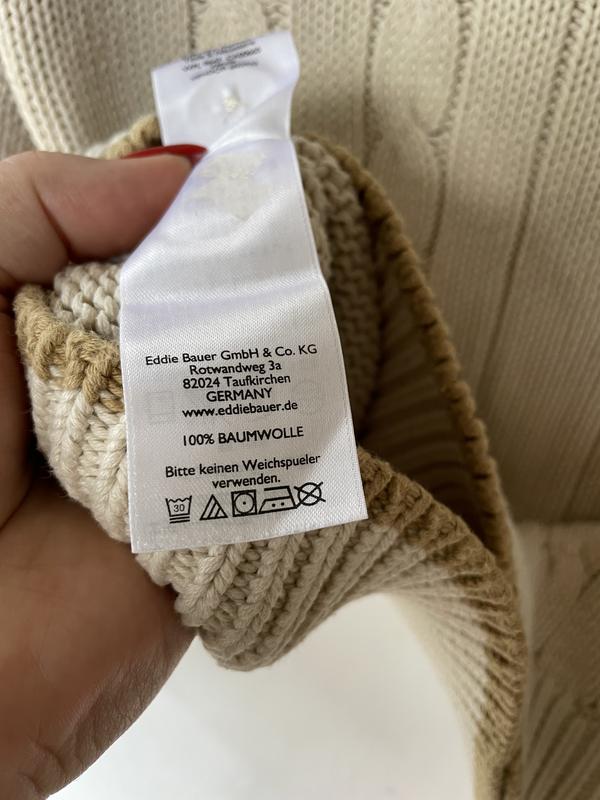 Eddie Bauer GmbH & Co. KG
Rotwandweg 3a
82024 Taufkirchen
GERMANY
www.eddiebauer.de
100% BAUMWOLLE
Bitte keinen Weichspueler
verwenden.
30